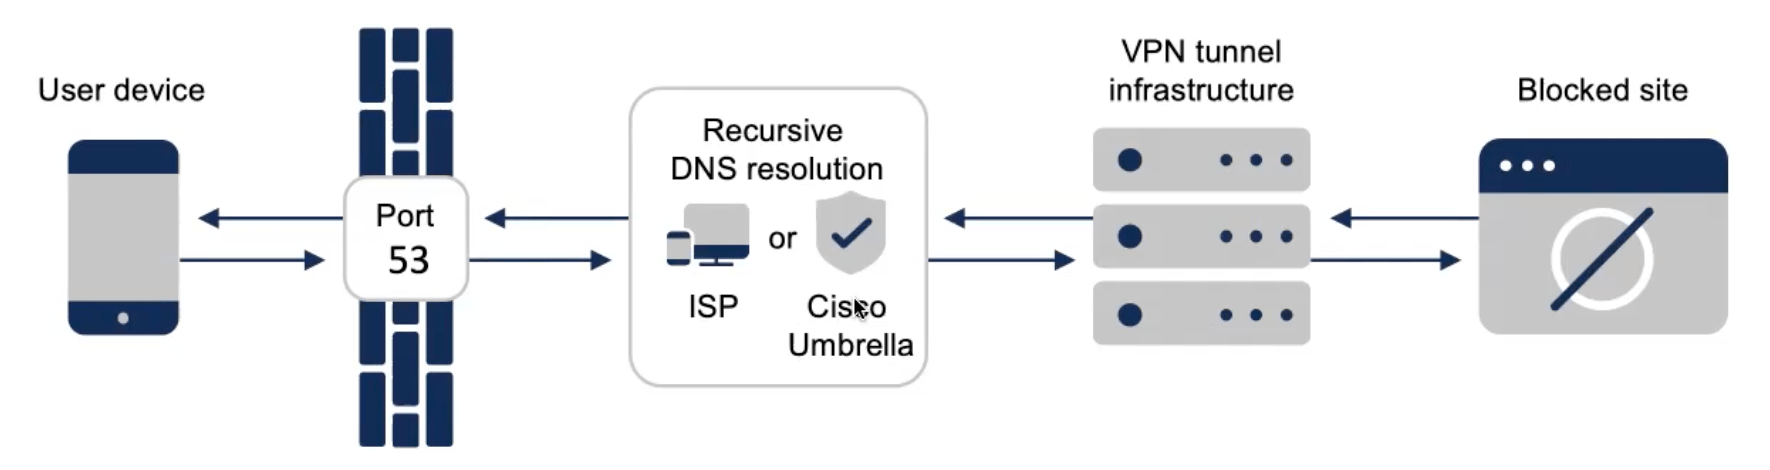 User device
Port
53
Recursive
DNS resolution
or
ISP
Cisco
Umbrella
VPN tunnel
infrastructure
Blocked site